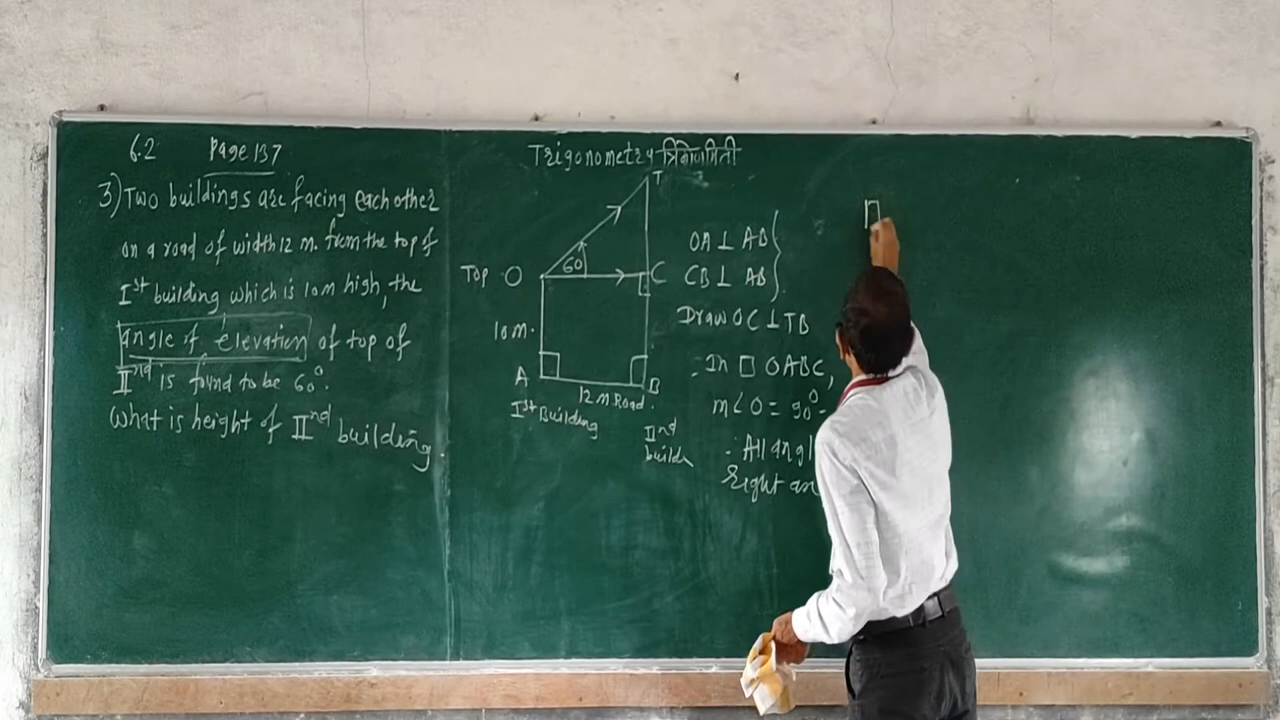 6.2 Page 137
3) Two buildings are facing each other
on a road of width 12 m. from the top of
Ist building which is 10m high, the
angle of elevation of top of
IInd is found to be 60°.
What is height of IInd building.
Trigonometry त्रिकोणमिती
T
60
Top O
C
10m.
A
B
12 m Road.
Ist Building
IInd
buildi
OA ⊥ AB
CB ⊥ AB
Draw OC ⊥ TB
∴ In □ OABC,
m∠O = 90°
∴ All angl
Right an